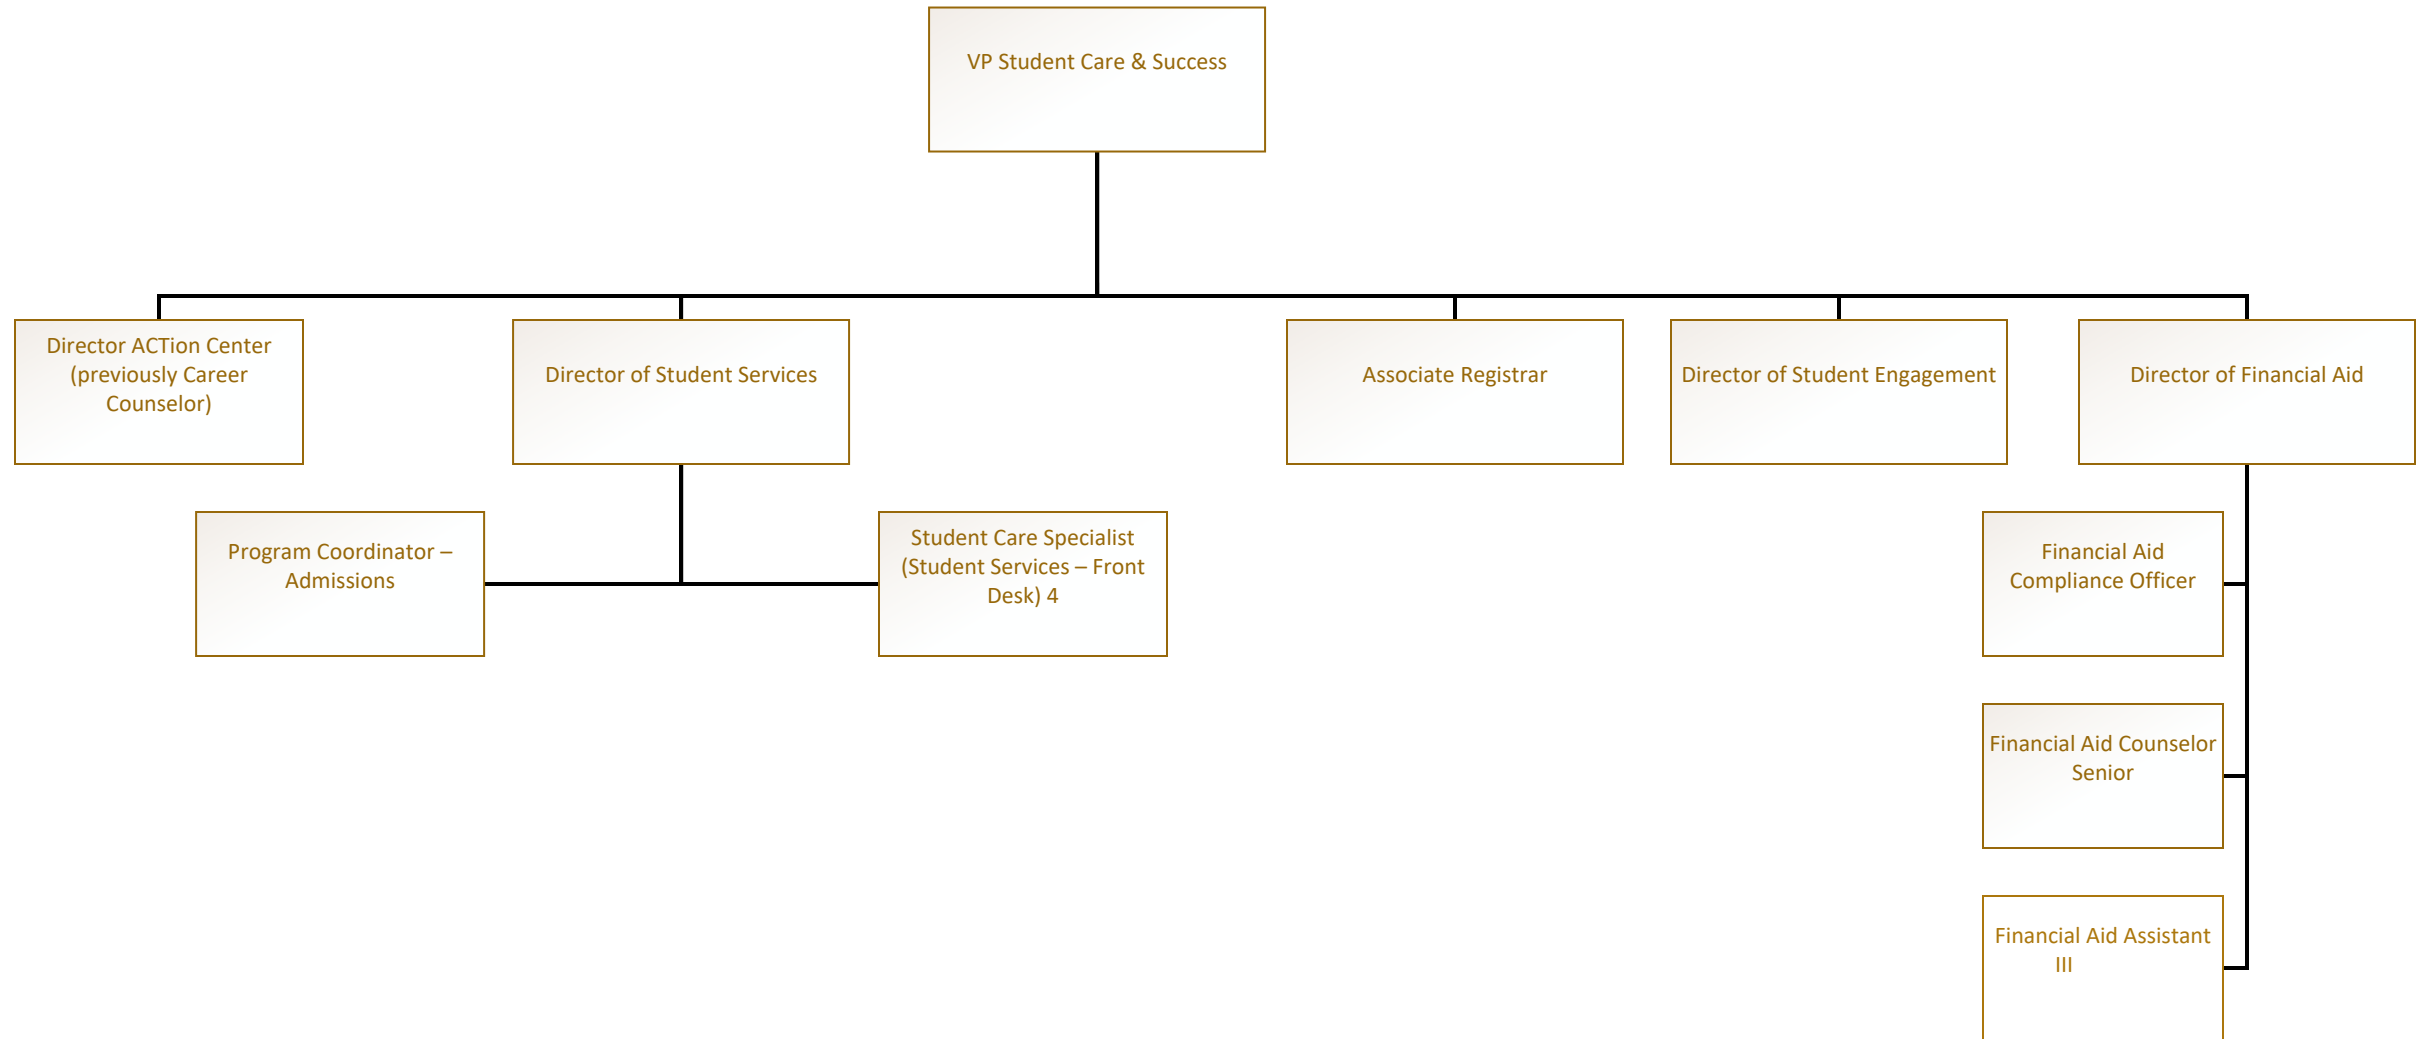 VP Student Care & Success
Director ACTion Center
(previously Career
Counselor)
Director of Student Services
Associate Registrar
Director of Student Engagement
Director of Financial Aid
Program Coordinator –
Admissions
Student Care Specialist
(Student Services – Front
Desk) 4
Financial Aid
Compliance Officer
Financial Aid Counselor
Senior
Financial Aid Assistant
III